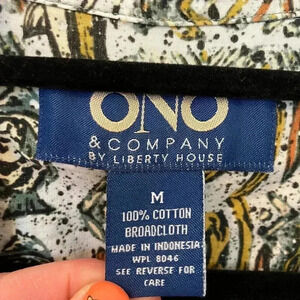 ONO
& COMPANY
BY LIBERTY HOUSE
M
100% COTTON
BROADCLOTH
MADE IN INDONESIA
WPL 8046
SEE REVERSE FOR
CARE